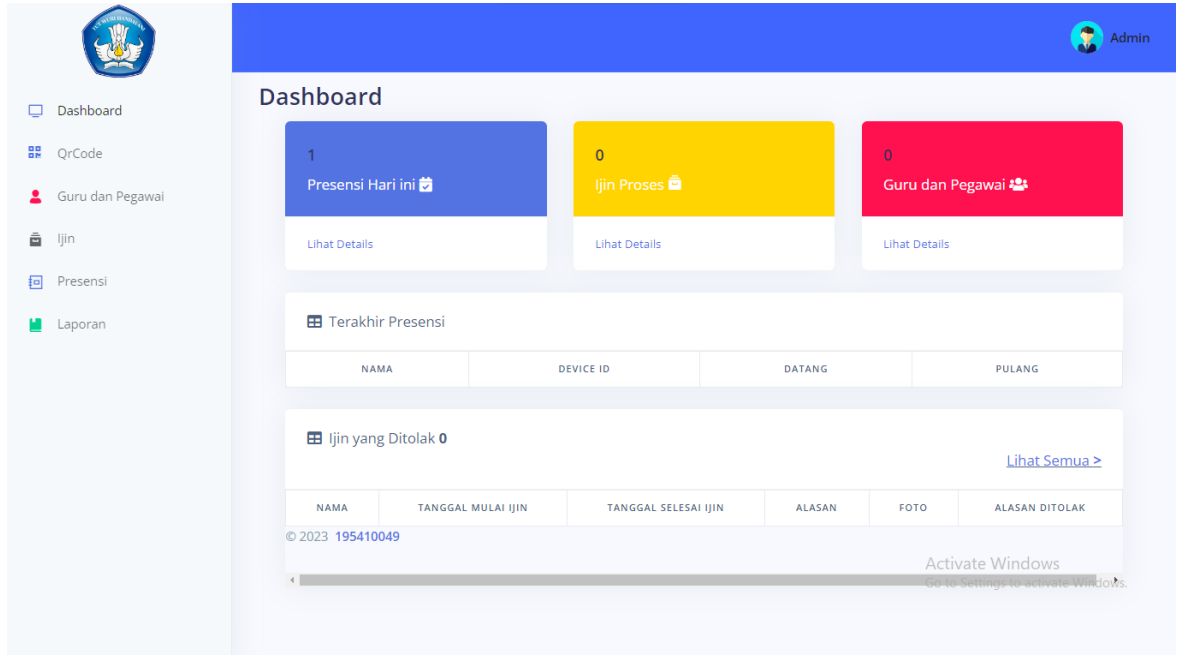 TUT WURI HANDAYANI
Admin
Dashboard
QrCode
Guru dan Pegawai
Ijin
Presensi
Laporan
Dashboard
1
Presensi Hari ini
Lihat Details
0
Ijin Proses
Lihat Details
0
Guru dan Pegawai
Lihat Details
Terakhir Presensi
NAMA DEVICE ID DATANG PULANG
Ijin yang Ditolak 0
Lihat Semua >
NAMA TANGGAL MULAI IJIN TANGGAL SELESAI IJIN ALASAN FOTO ALASAN DITOLAK
© 2023 195410049
Activate Windows
Go to Settings to activate Windows.